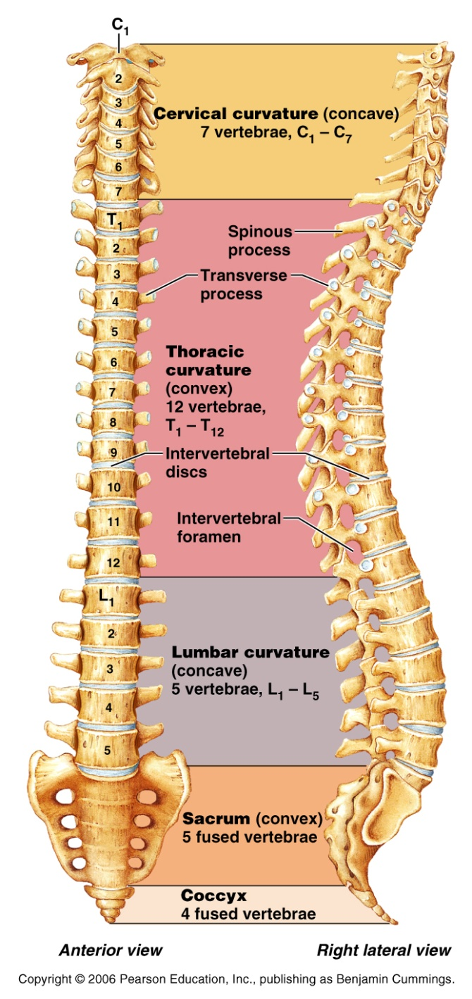 C1
2
3
Cervical curvature (concave)
4
7 vertebrae, C1 – C7
5
6
7
T1
Spinous
process
2
3
Transverse
process
4
5
Thoracic
curvature
(convex)
12 vertebrae,
T1 – T12
6
7
8
9
Intervertebral
discs
10
11
Intervertebral
foramen
12
L1
2
Lumbar curvature
(concave)
5 vertebrae, L1 – L5
3
4
5
Sacrum (convex)
5 fused vertebrae
Coccyx
4 fused vertebrae
Anterior view
Right lateral view
Copyright © 2006 Pearson Education, Inc., publishing as Benjamin Cummings.